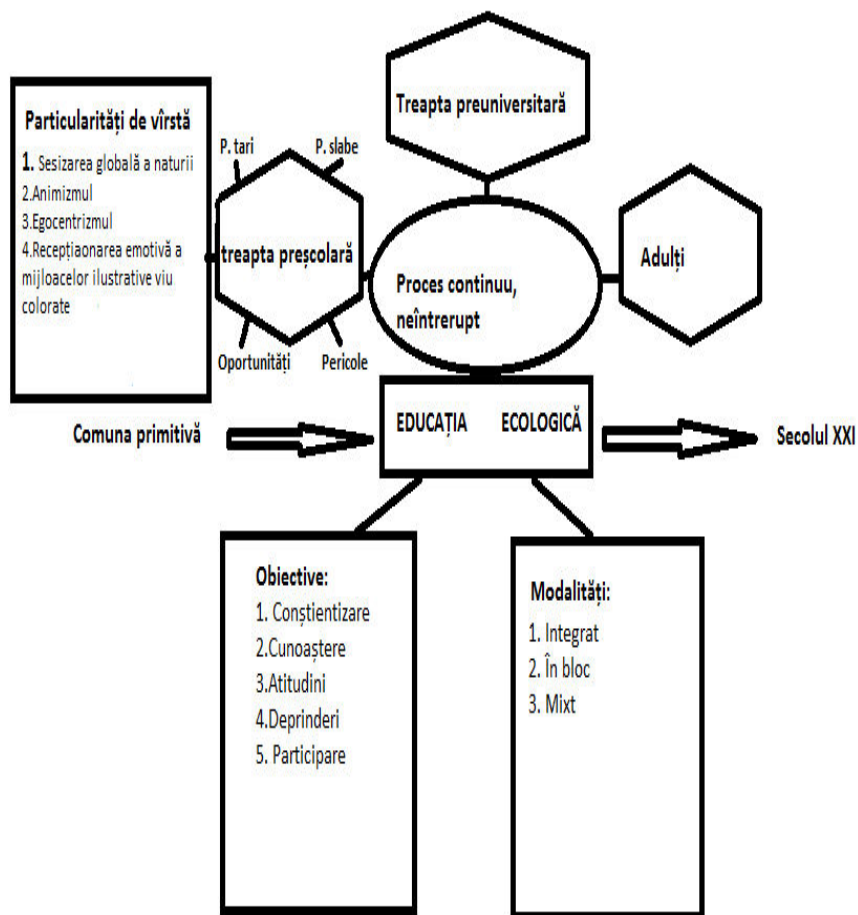 Treapta preuniversitară
Particularități de vîrstă
1. Sesizarea globală a naturii
2.Animizmul
3.Egocentrizmul
4.Recepțiaonarea emotivă a
mijloacelor ilustrative viu
colorate
P. tari
P. slabe
treapta preșcolară
Oportunități
Pericole
Proces continuu,
neîntrerupt
Adulți
Comuna primitivă
EDUCAȚIA ECOLOGICĂ
Secolul XXI
Obiective:
1. Conștientizare
2.Cunoaștere
3.Atitudini
4.Deprinderi
5. Participare
Modalități:
1. Integrat
2. În bloc
3. Mixt